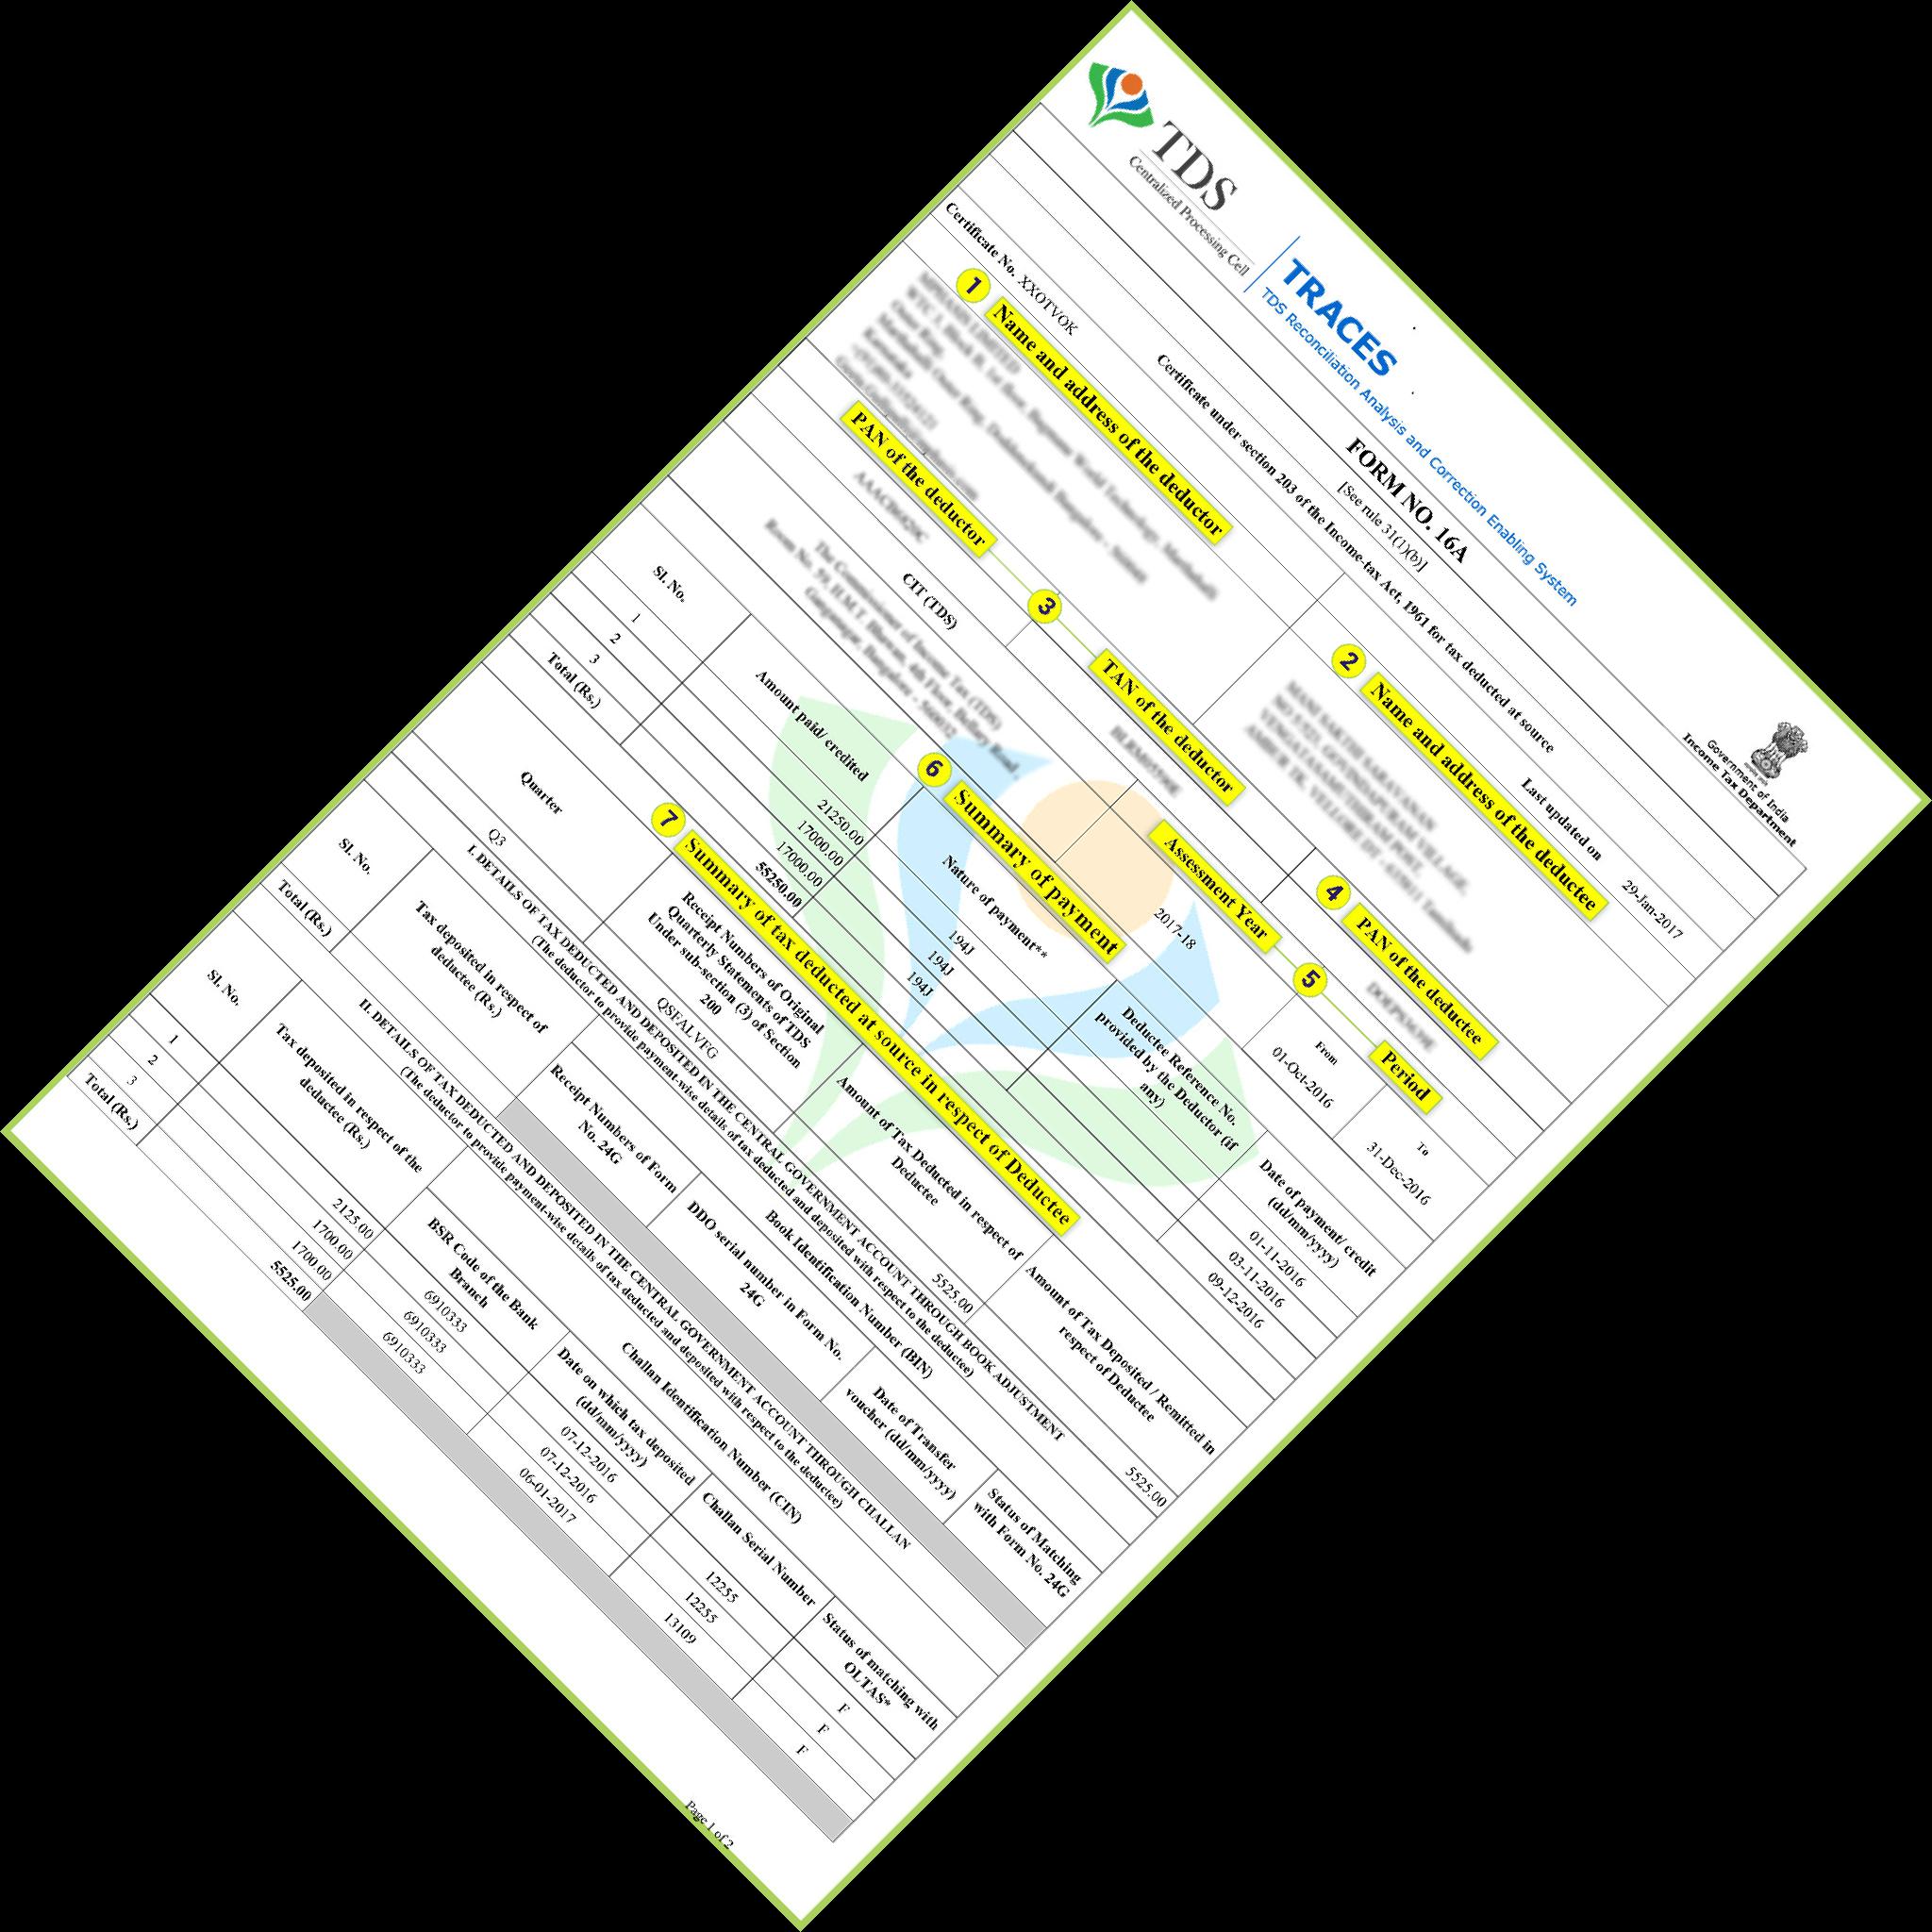 TDS
Centralized Processing Cell
TRACES
TDS Reconciliation Analysis and Correction Enabling System
Government of India
Income Tax Department
FORM NO. 16A
[See rule 31(1)(b)]
Certificate under section 203 of the Income-tax Act, 1961 for tax deducted at source
Certificate No. XXOTVOK
Last updated on 29-Jan-2017
1 Name and address of the deductor
2 Name and address of the deductee
PAN of the deductor
3
TAN of the deductor
4 PAN of the deductee
CIT (TDS)
Assessment Year
5
Period
2017-18
From
01-Oct-2016
To
31-Dec-2016
6 Summary of payment
Sl. No.
Amount paid/ credited
Nature of payment**
Deductee Reference No.
provided by the Deductor (if
any)
Date of payment/ credit
(dd/mm/yyyy)
1 21250.00 194J 01-11-2016
2 17000.00 194J 03-11-2016
3 17000.00 194J 09-12-2016
Total (Rs.) 55250.00
7 Summary of tax deducted at source in respect of Deductee
Quarter
Receipt Numbers of Original
Quarterly Statements of TDS
Under sub-section (3) of Section
200
Amount of Tax Deducted in respect of
Deductee
Amount of Tax Deposited / Remitted in
respect of Deductee
Q3 QSFALVFG 5525.00 5525.00
I. DETAILS OF TAX DEDUCTED AND DEPOSITED IN THE CENTRAL GOVERNMENT ACCOUNT THROUGH BOOK ADJUSTMENT
(The deductor to provide payment-wise details of tax deducted and deposited with respect to the deductee)
Sl. No.
Tax deposited in respect of
deductee (Rs.)
Book Identification Number (BIN)
Receipt Numbers of Form
No. 24G
DDO serial number in Form No.
24G
Date of Transfer
voucher (dd/mm/yyyy)
Status of Matching
with Form No. 24G
Total (Rs.)
II. DETAILS OF TAX DEDUCTED AND DEPOSITED IN THE CENTRAL GOVERNMENT ACCOUNT THROUGH CHALLAN
(The deductor to provide payment-wise details of tax deducted and deposited with respect to the deductee)
Sl. No.
Tax deposited in respect of the
deductee (Rs.)
Challan Identification Number (CIN)
BSR Code of the Bank
Branch
Date on which tax deposited
(dd/mm/yyyy)
Challan Serial Number
Status of matching with
OLTAS*
1 2125.00 6910333 07-12-2016 12255 F
2 1700.00 6910333 07-12-2016 12255 F
3 1700.00 6910333 06-01-2017 13109 F
Total (Rs.) 5525.00
Page 1 of 2